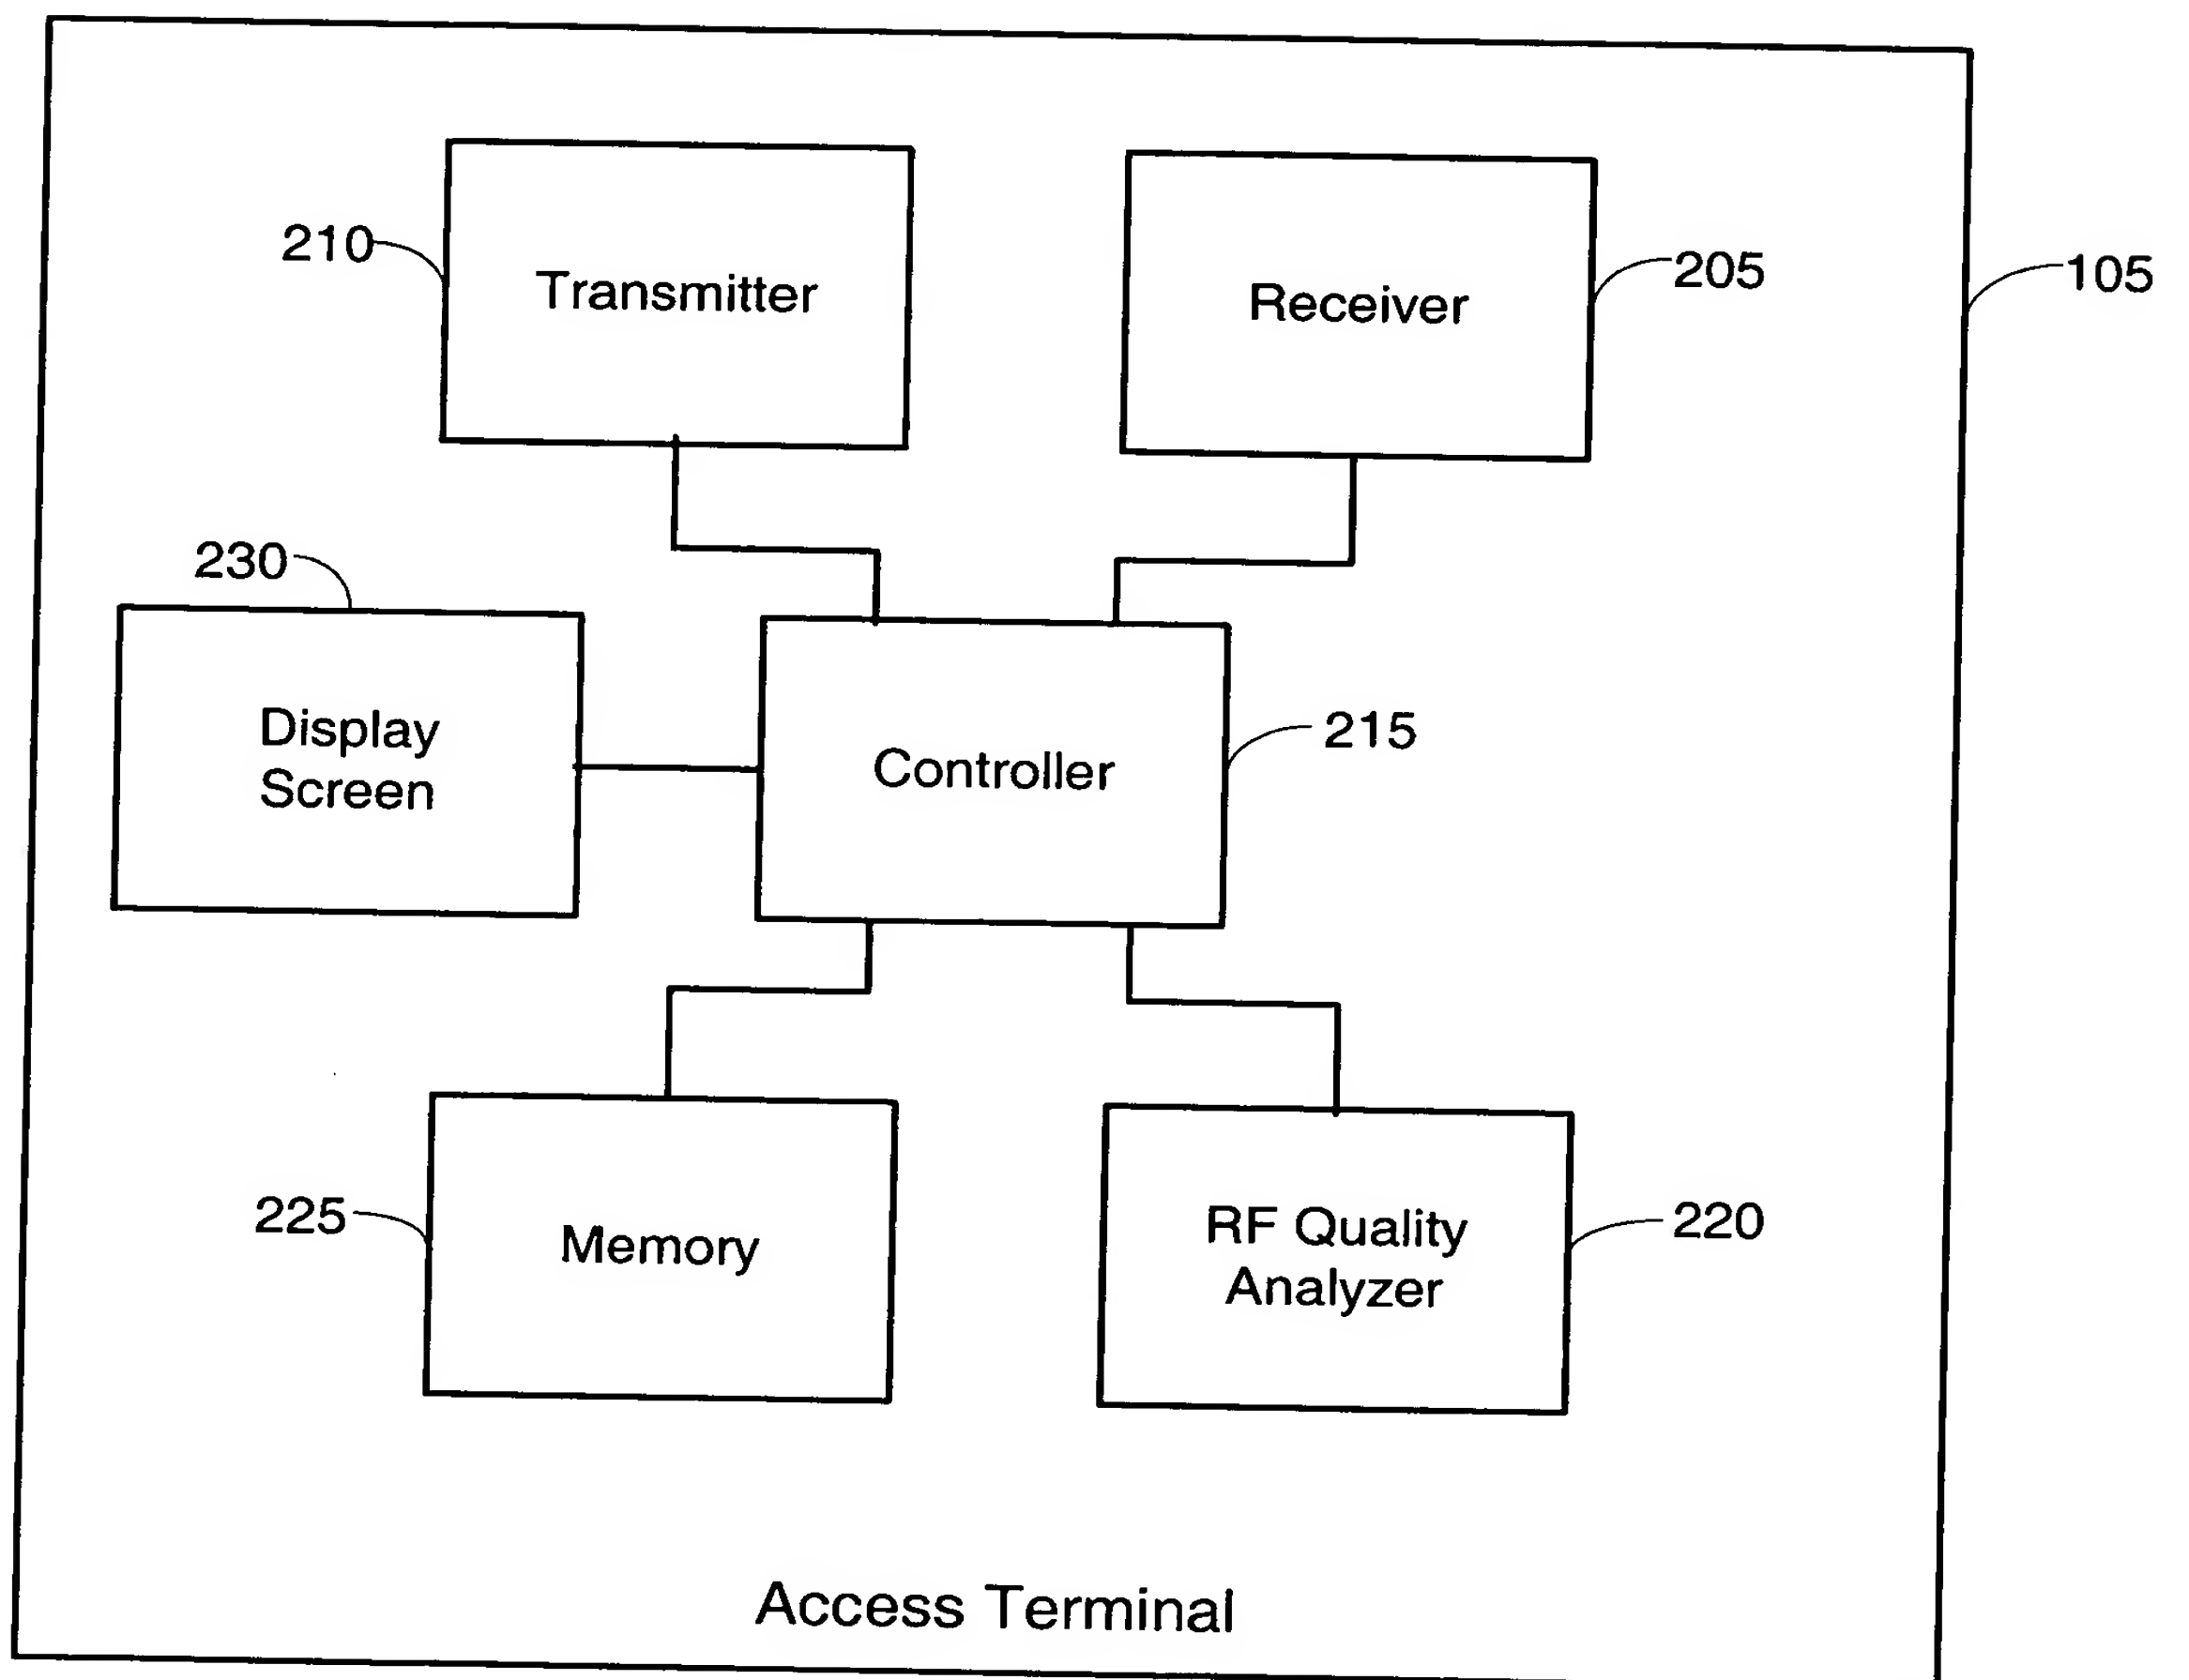 210
Transmitter
Receiver
205
105
230
Display
Screen
Controller
215
225
Memory
RF Quality
Analyzer
220
Access Terminal